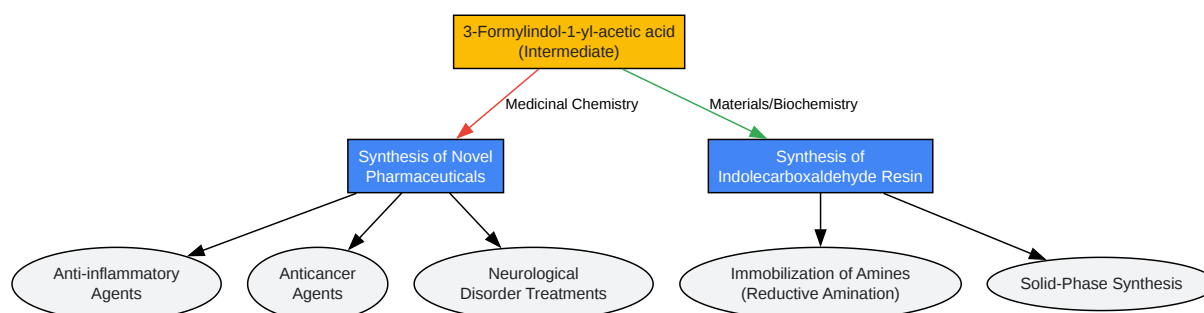 3-Formylindol-1-yl-acetic acid
(Intermediate)
Medicinal Chemistry
Materials/Biochemistry
Synthesis of Novel
Pharmaceuticals
Synthesis of
Indolecarboxaldehyde Resin
Anti-inflammatory
Agents
Anticancer
Agents
Neurological
Disorder Treatments
Immobilization of Amines
(Reductive Amination)
Solid-Phase Synthesis